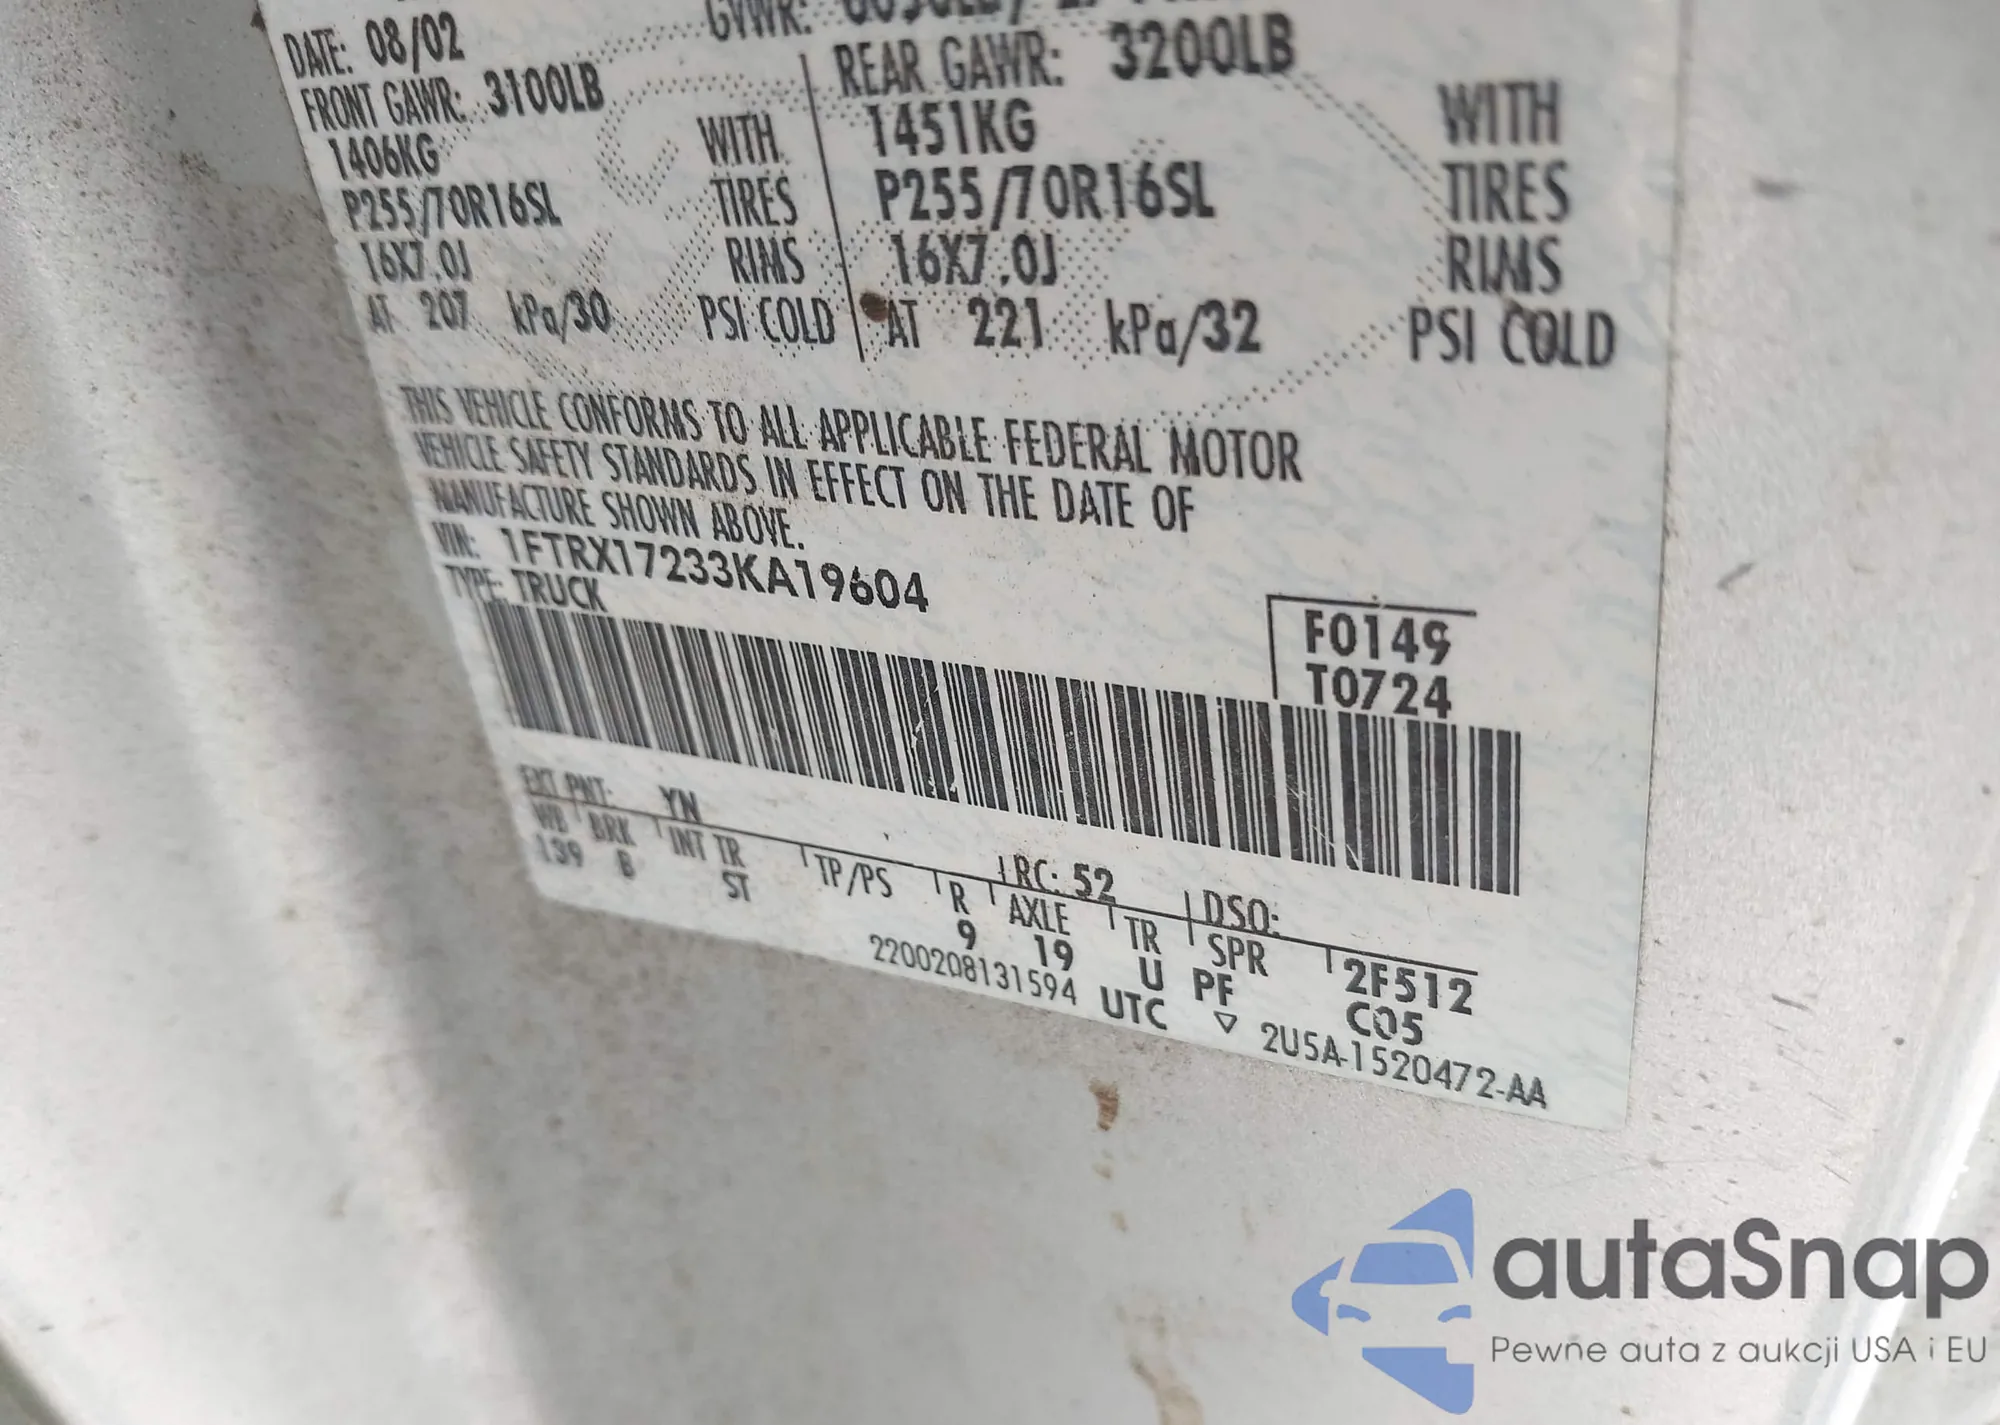 DATE: 08/02
GVWR:
FRONT GAWR: 3100LB
1406KG WITH
P255/70R16SL TIRES
16X7.0J RIMS
AT 207 kPa/30 PSI COLD
REAR GAWR: 3200LB
1451KG WITH
P255/70R16SL TIRES
16X7.0J RIMS
AT 221 kPa/32 PSI COLD
THIS VEHICLE CONFORMS TO ALL APPLICABLE FEDERAL MOTOR
VEHICLE SAFETY STANDARDS IN EFFECT ON THE DATE OF
MANUFACTURE SHOWN ABOVE.
VIN: 1FTRX17233KA19604
TYPE: TRUCK
F0149
T0724
EXT PNT: YN RC: 52 DSO:
WB BRK INT TR TP/PS R AXLE TR SPR 2F512
139 B ST 9 19 U PF C05
2200208131594 UTC ▽ 2U5A-1520472-AA
autaSnap
Pewne auta z aukcji USA i EU